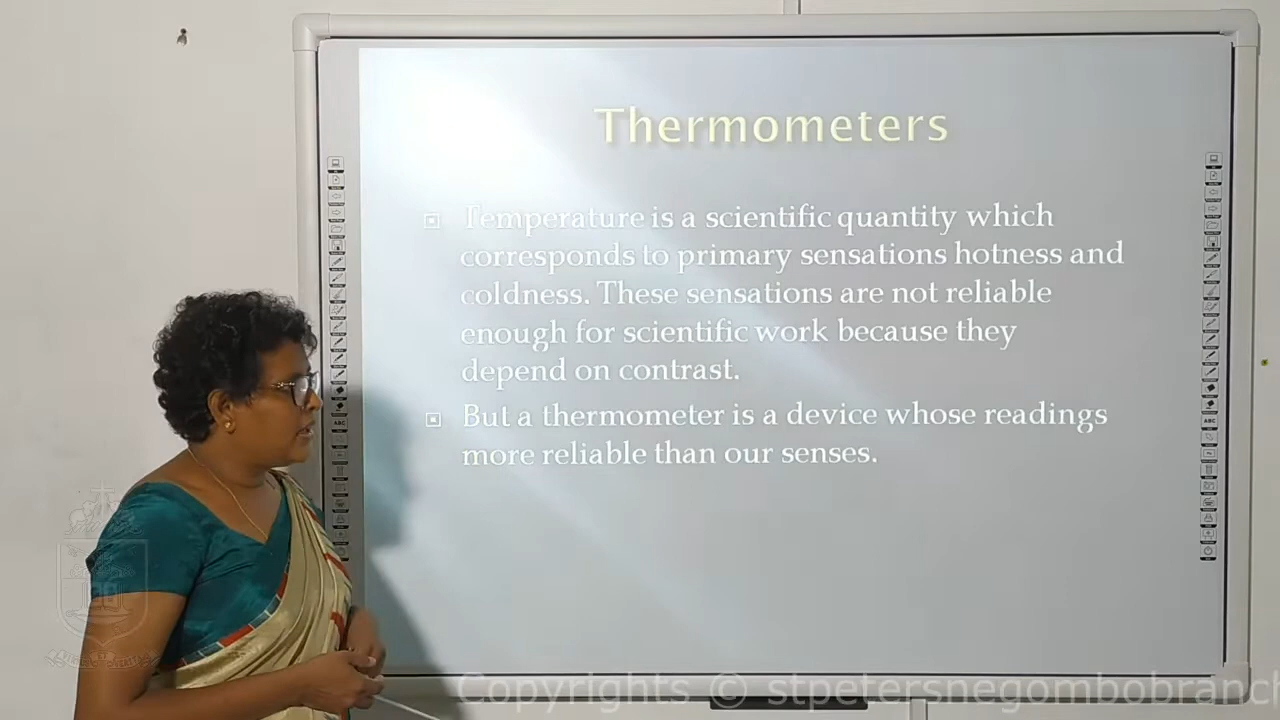 Thermometers
Temperature is a scientific quantity which
corresponds to primary sensations hotness and
coldness. These sensations are not reliable
enough for scientific work because they
depend on contrast.
But a thermometer is a device whose readings
more reliable than our senses.
ABC
ABC
Copyrights © stpetersnegombobranch